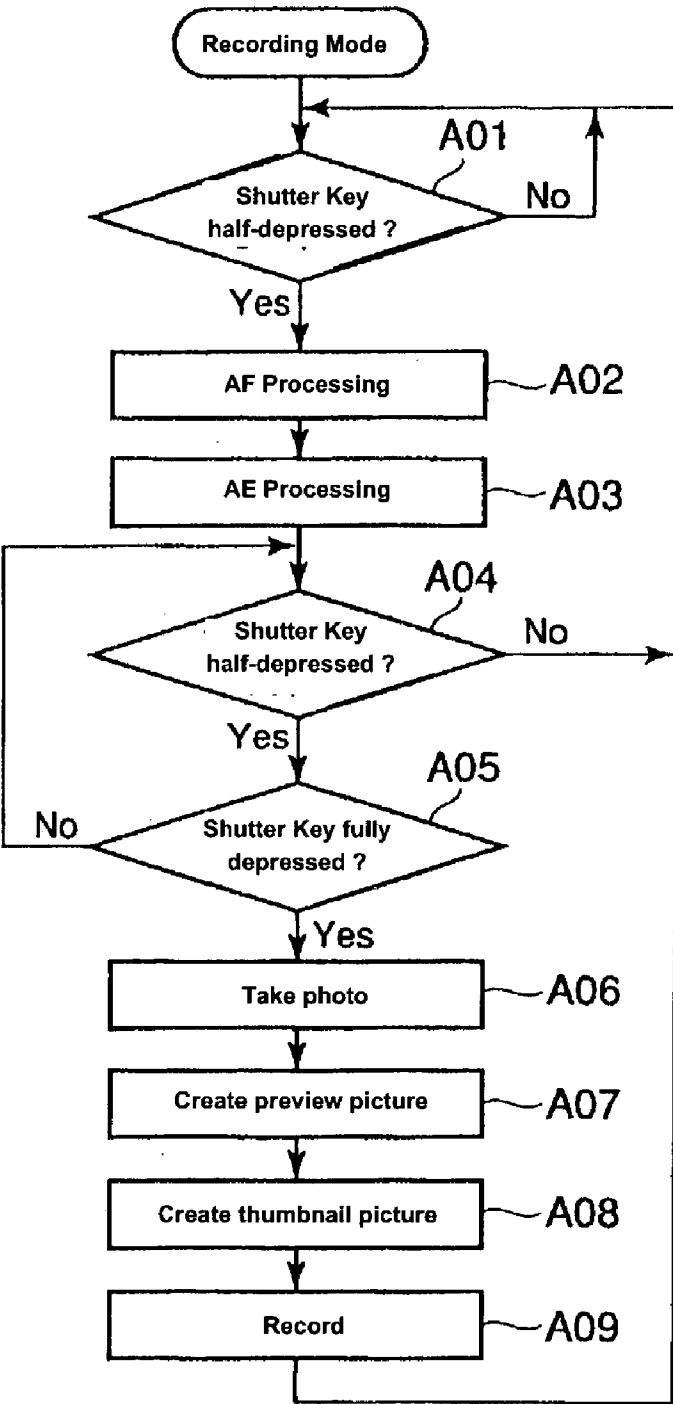 Recording Mode
A01
Shutter Key
half-depressed ?
No
Yes
AF Processing
A02
AE Processing
A03
A04
Shutter Key
half-depressed ?
No
Yes
A05
Shutter Key fully
depressed ?
No
Yes
Take photo
A06
Create preview picture
A07
Create thumbnail picture
A08
Record
A09